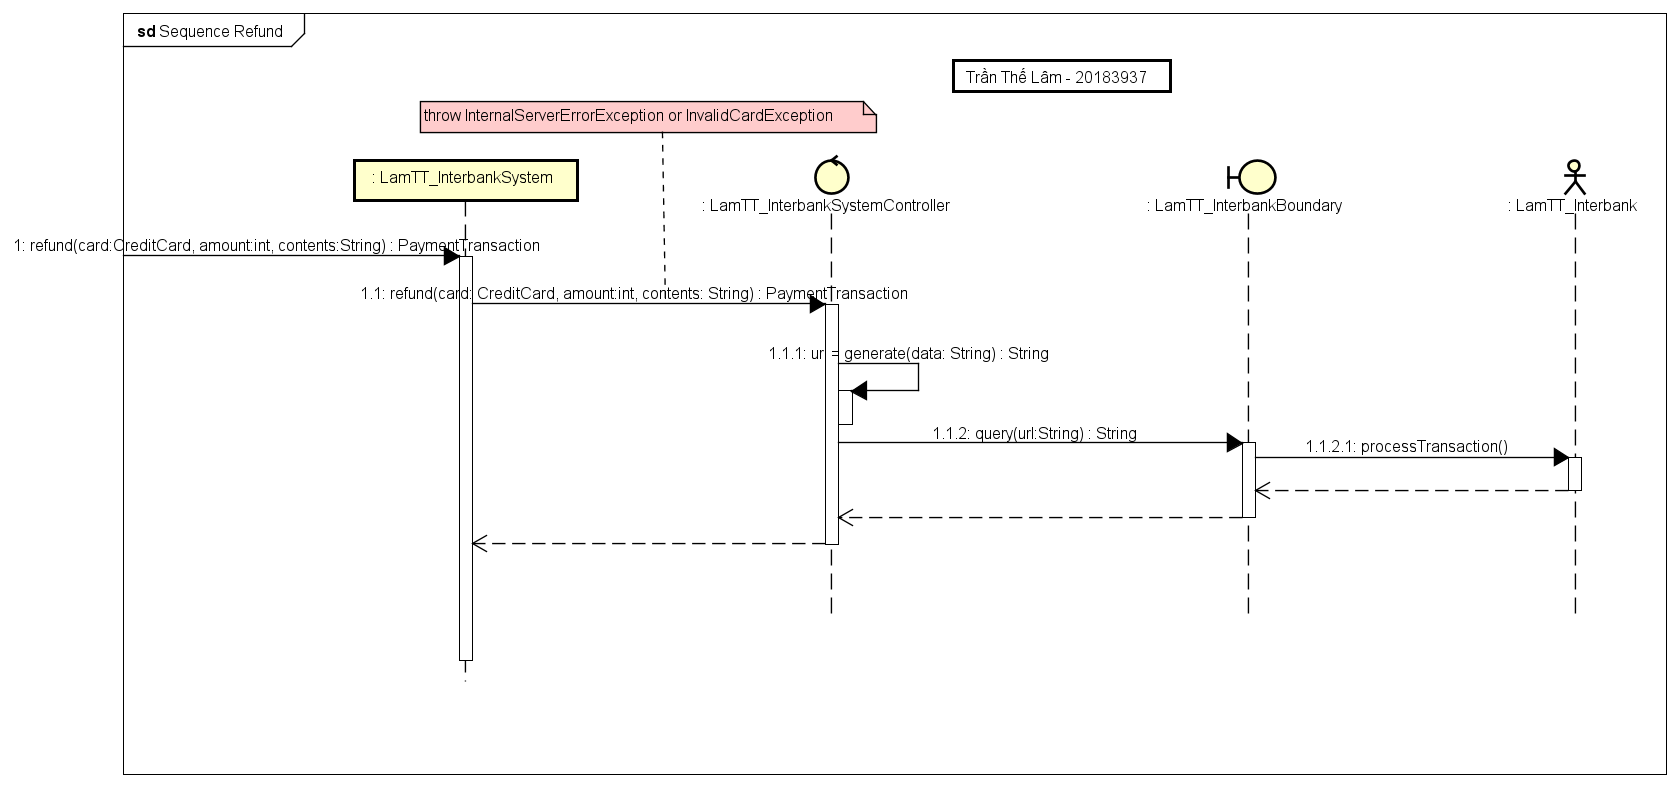 sd Sequence Refund
Trần Thế Lâm - 20183937
throw InternalServerErrorException or InvalidCardException
: LamTT_InterbankSystem
: LamTT_InterbankSystemController
: LamTT_InterbankBoundary
: LamTT_Interbank
1: refund(card:CreditCard, amount:int, contents:String) : PaymentTransaction
1.1: refund(card: CreditCard, amount:int, contents: String) : PaymentTransaction
1.1.1: url = generate(data: String) : String
1.1.2: query(url:String) : String
1.1.2.1: processTransaction()